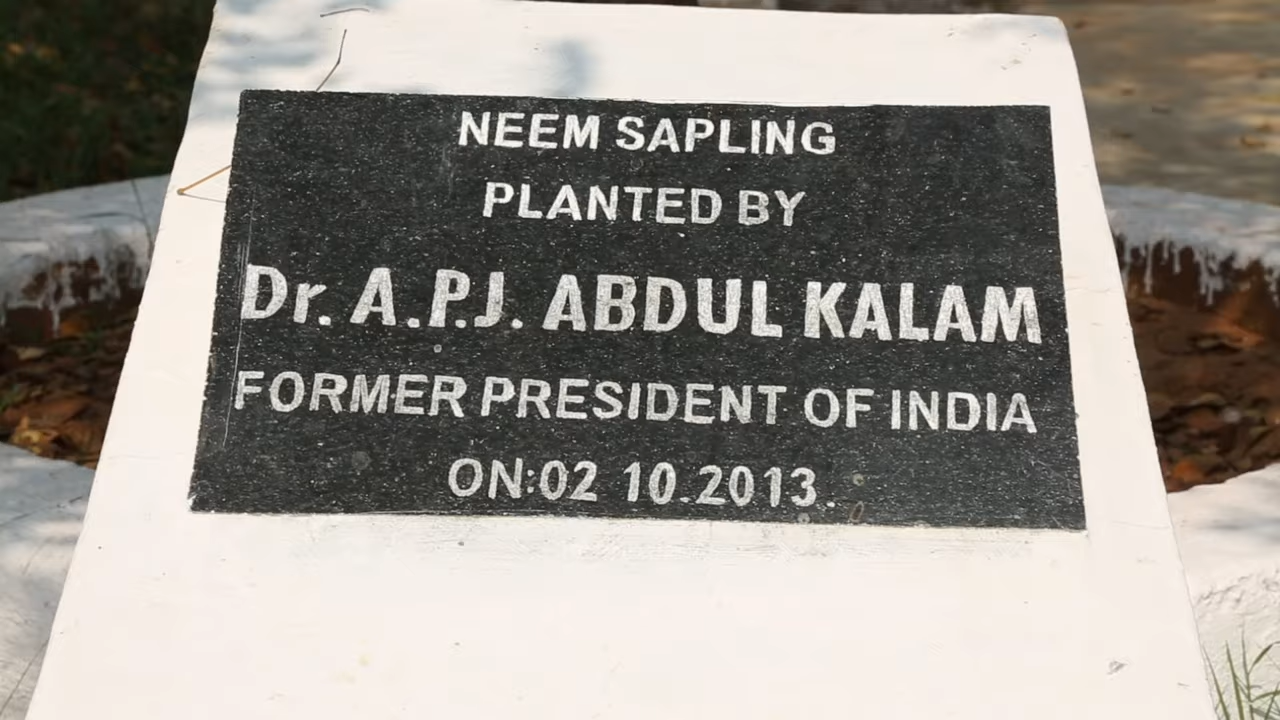 NEEM SAPLING
PLANTED BY
Dr. A.P.J. ABDUL KALAM
FORMER PRESIDENT OF INDIA
ON:02 10.2013.